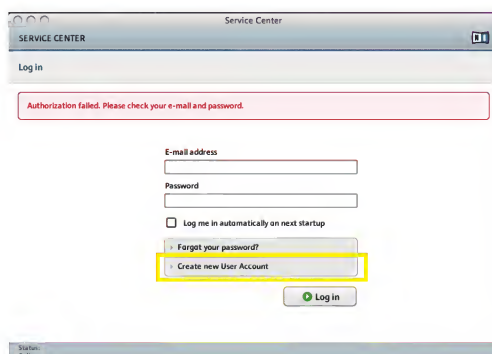 Service Center
SERVICE CENTER
Log in
Authorization failed. Please check your e-mail and password.
E-mail address
Password
Log me in automatically on next startup
Forgot your password?
Create new User Account
Log in
Status: